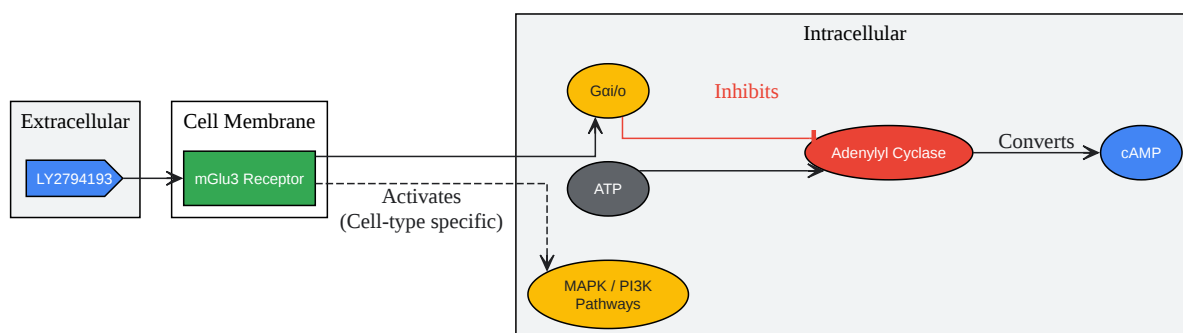 Intracellular
Gαi/o
Inhibits
Extracellular
Cell Membrane
LY2794193
mGlu3 Receptor
Adenylyl Cyclase
Converts
cAMP
ATP
Activates
(Cell-type specific)
MAPK / PI3K
Pathways